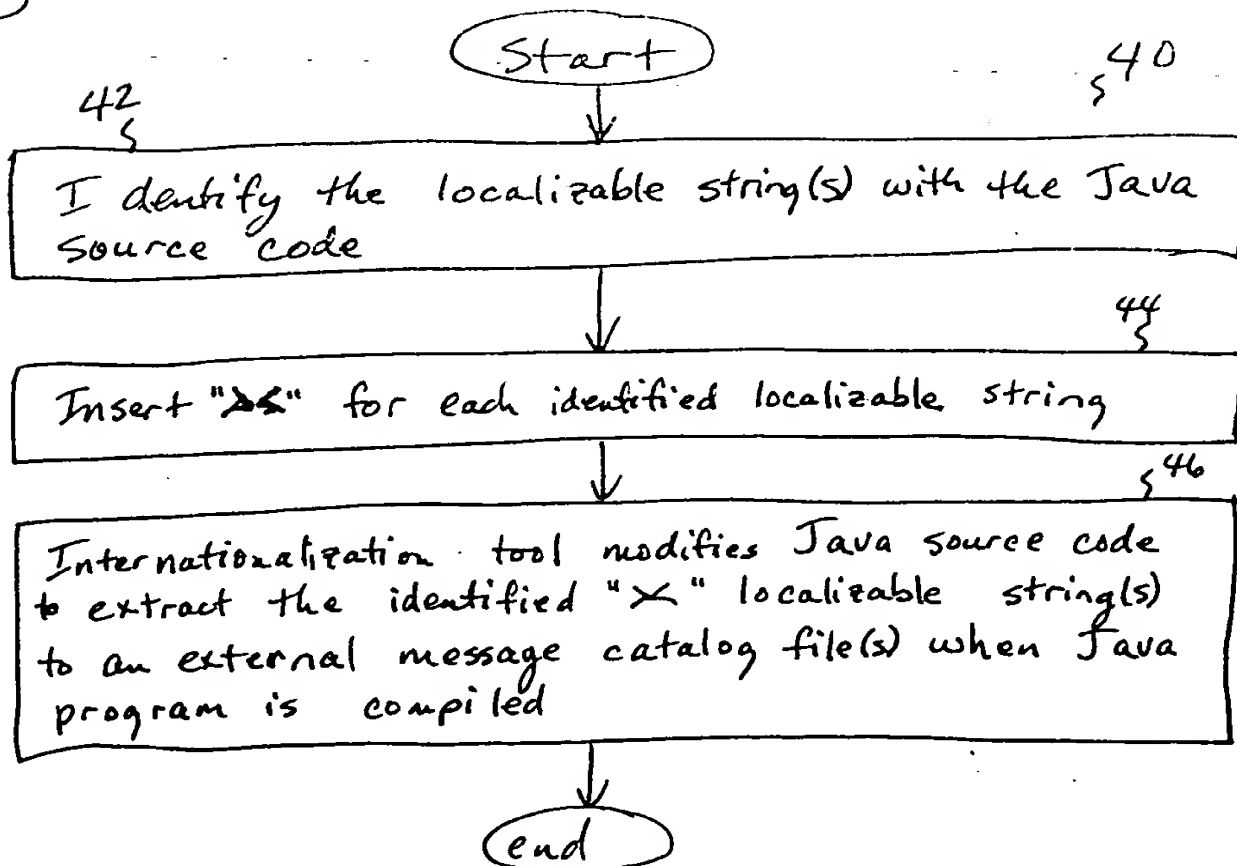 Start
40
42
Identify the localizable string(s) with the Java
source code
44
Insert "><" for each identified localizable string
46
Internationalization tool modifies Java source code
to extract the identified "><" localizable string(s)
to an external message catalog file(s) when Java
program is compiled
end